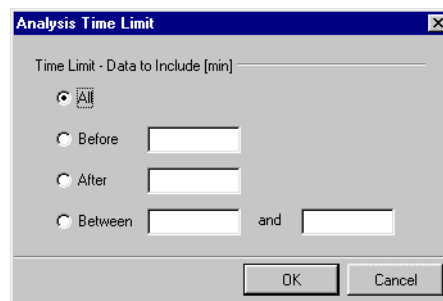 Analysis Time Limit
Time Limit - Data to Include [min]
All
Before
After
Between and
OK Cancel